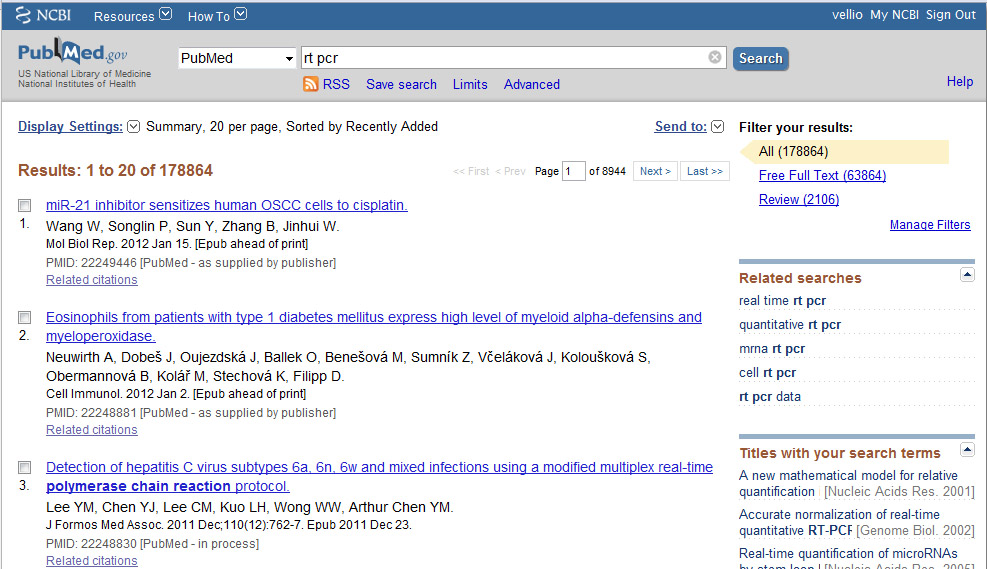 NCBI Resources How To vellio My NCBI Sign Out
PubMed.gov
US National Library of Medicine
National Institutes of Health
PubMed rt pcr Search
RSS Save search Limits Advanced Help
Display Settings: Summary, 20 per page, Sorted by Recently Added Send to:
Results: 1 to 20 of 178864
<< First < Prev Page 1 of 8944 Next > Last >>
miR-21 inhibitor sensitizes human OSCC cells to cisplatin.
1. Wang W, Songlin P, Sun Y, Zhang B, Jinhui W.
Mol Biol Rep. 2012 Jan 15. [Epub ahead of print]
PMID: 22249446 [PubMed - as supplied by publisher]
Related citations
Eosinophils from patients with type 1 diabetes mellitus express high level of myeloid alpha-defensins and
2. myeloperoxidase.
Neuwirth A, Dobeš J, Oujezdská J, Ballek O, Benešová M, Sumník Z, Včeláková J, Koloušková S,
Obermannová B, Kolář M, Stechová K, Filipp D.
Cell Immunol. 2012 Jan 2. [Epub ahead of print]
PMID: 22248881 [PubMed - as supplied by publisher]
Related citations
Detection of hepatitis C virus subtypes 6a, 6n, 6w and mixed infections using a modified multiplex real-time
3. polymerase chain reaction protocol.
Lee YM, Chen YJ, Lee CM, Kuo LH, Wong WW, Arthur Chen YM.
J Formos Med Assoc. 2011 Dec;110(12):762-7. Epub 2011 Dec 23.
PMID: 22248830 [PubMed - in process]
Related citations
Filter your results:
All (178864)
Free Full Text (63864)
Review (2106)
Manage Filters
Related searches
real time rt pcr
quantitative rt pcr
mrna rt pcr
cell rt pcr
rt pcr data
Titles with your search terms
A new mathematical model for relative
quantification [Nucleic Acids Res. 2001]
Accurate normalization of real-time
quantitative RT-PCR [Genome Biol. 2002]
Real-time quantification of microRNAs
by stem-loop [Nucleic Acids Res. 2005]